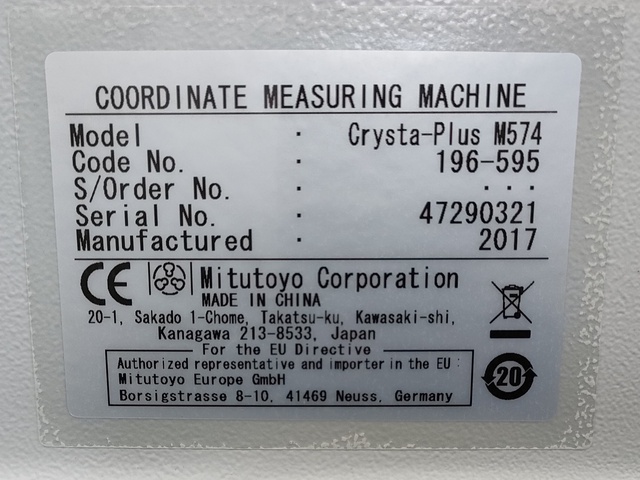 COORDINATE MEASURING MACHINE
Model · Crysta-Plus M574
Code No. · 196-595
S/Order No. · ...
Serial No. · 47290321
Manufactured · 2017
CE Mitutoyo Corporation
MADE IN CHINA
20-1, Sakado 1-Chome, Takatsu-ku, Kawasaki-shi,
Kanagawa 213-8533, Japan
For the EU Directive
Authorized representative and importer in the EU :
Mitutoyo Europe GmbH
Borsigstrasse 8-10, 41469 Neuss, Germany
20